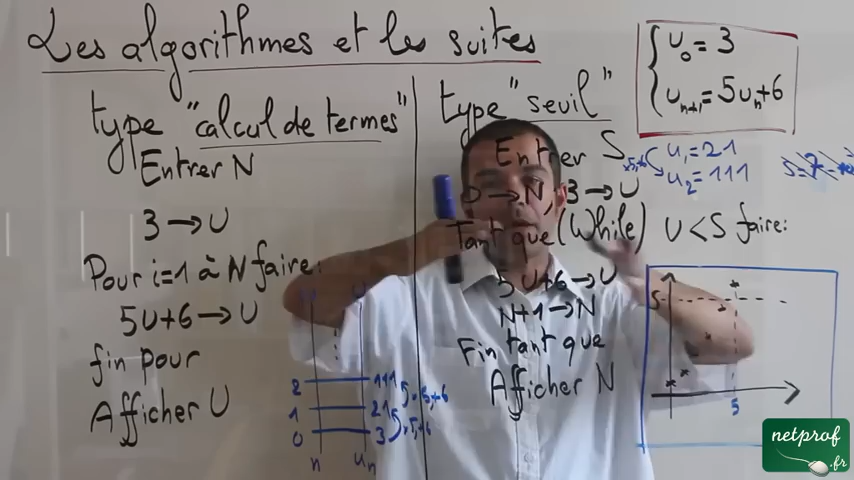 Les algorithmes et les suites
type "calcul de termes"
Entrer N
3 → U
Pour i=1 à N faire:
5U+6 → U
fin pour
Afficher U
2 111
1 21
0 3
n un
.5,+6
.5,+6
type "seuil"
Entrer S
0 → N, 3 → U
Tant que (While) U < S faire:
5U+6 → U
N+1 → N
Fin tant que
Afficher N
u0 = 3
un+1 = 5un+6
.5,+6
u1 = 21
u2 = 111
S
5
netprof
.fr